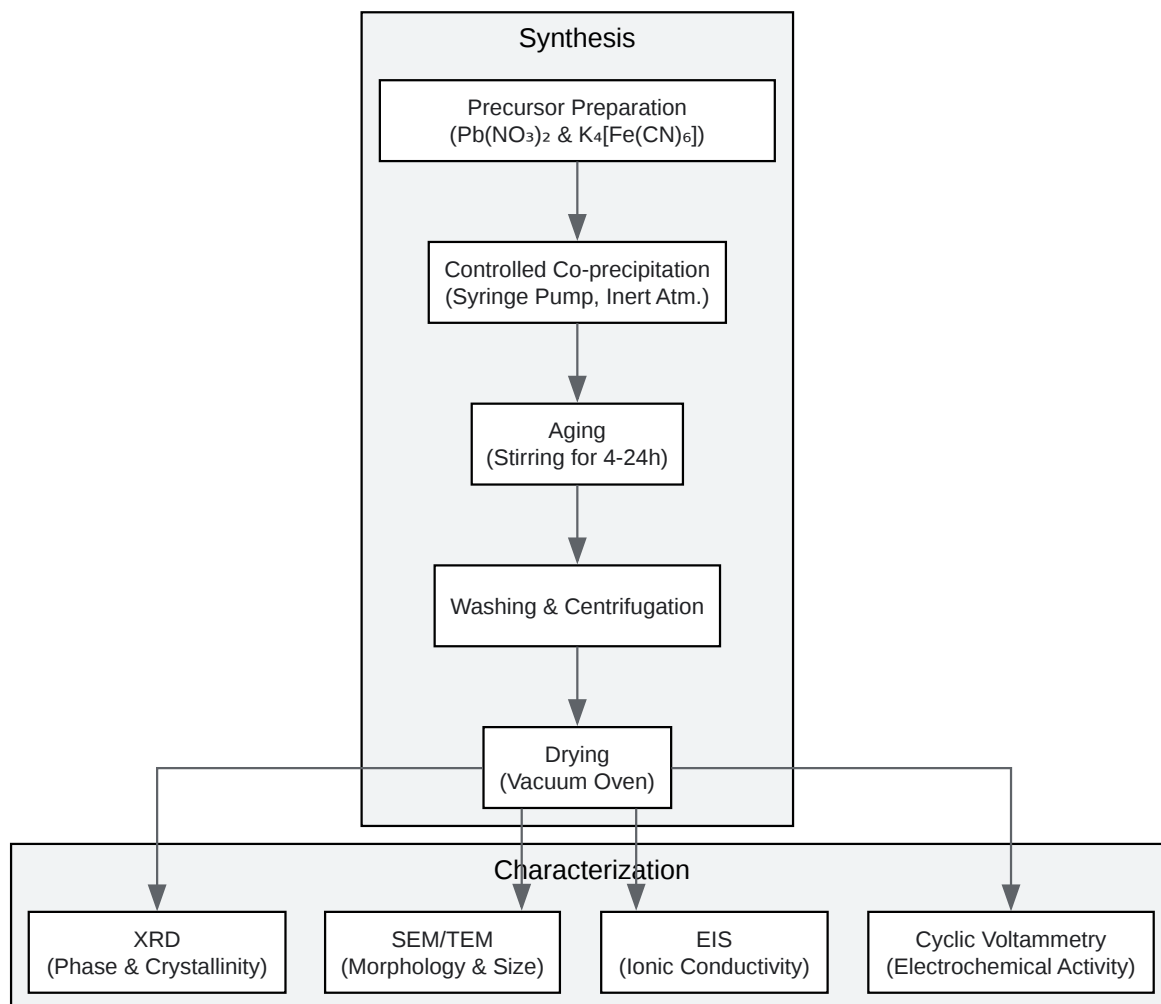 Synthesis
Precursor Preparation
(Pb(NO₃)₂ & K₄[Fe(CN)₆])
Controlled Co-precipitation
(Syringe Pump, Inert Atm.)
Aging
(Stirring for 4-24h)
Washing & Centrifugation
Drying
(Vacuum Oven)
Characterization
XRD
(Phase & Crystallinity)
SEM/TEM
(Morphology & Size)
EIS
(Ionic Conductivity)
Cyclic Voltammetry
(Electrochemical Activity)